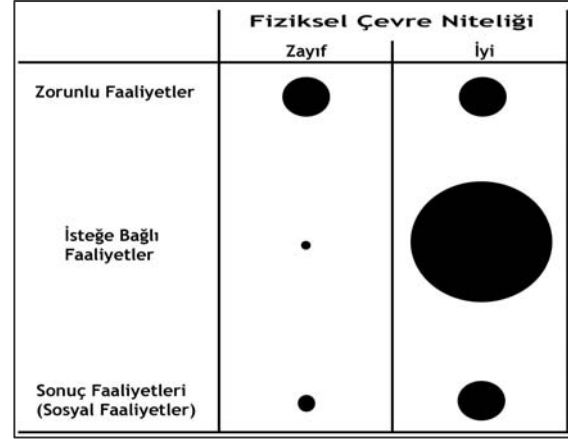 Fiziksel Çevre Niteliği
Zayıf İyi
Zorunlu Faaliyetler
İsteğe Bağlı
Faaliyetler
Sonuç Faaliyetleri
(Sosyal Faaliyetler)